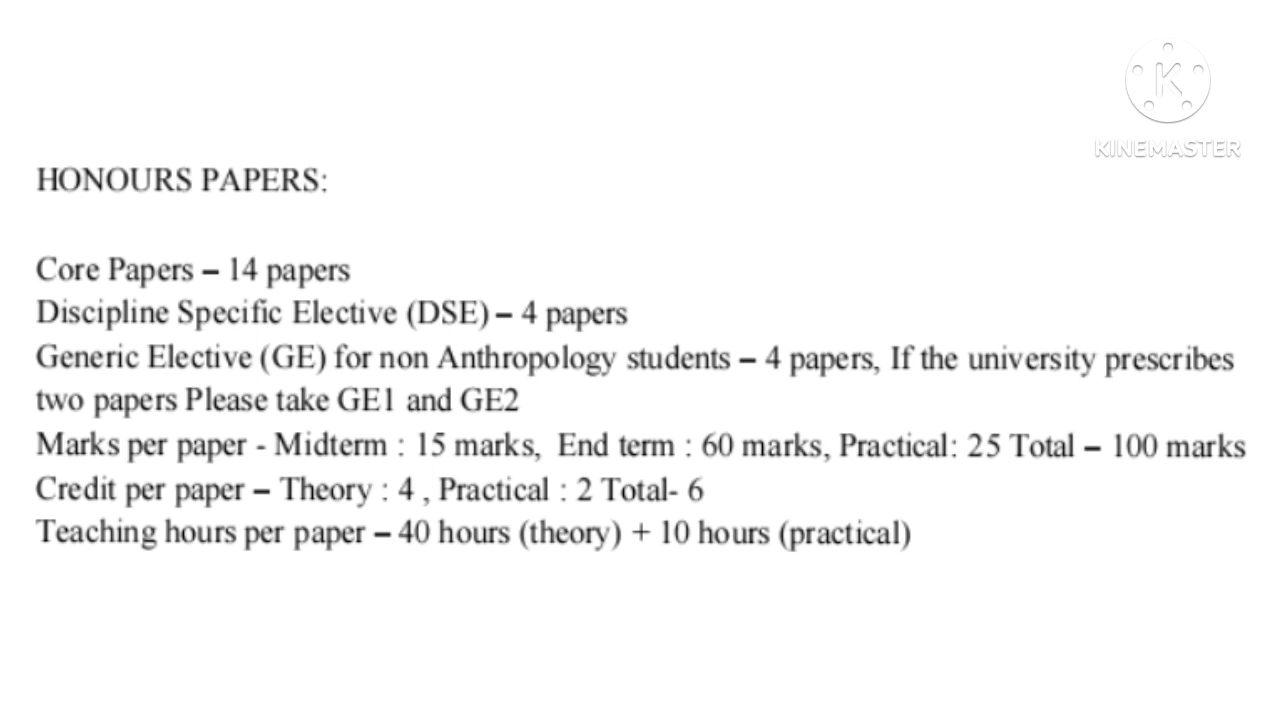 K
KINEMASTER
HONOURS PAPERS:
Core Papers – 14 papers
Discipline Specific Elective (DSE) – 4 papers
Generic Elective (GE) for non Anthropology students – 4 papers, If the university prescribes
two papers Please take GE1 and GE2
Marks per paper - Midterm : 15 marks, End term : 60 marks, Practical: 25 Total – 100 marks
Credit per paper – Theory : 4 , Practical : 2 Total- 6
Teaching hours per paper – 40 hours (theory) + 10 hours (practical)